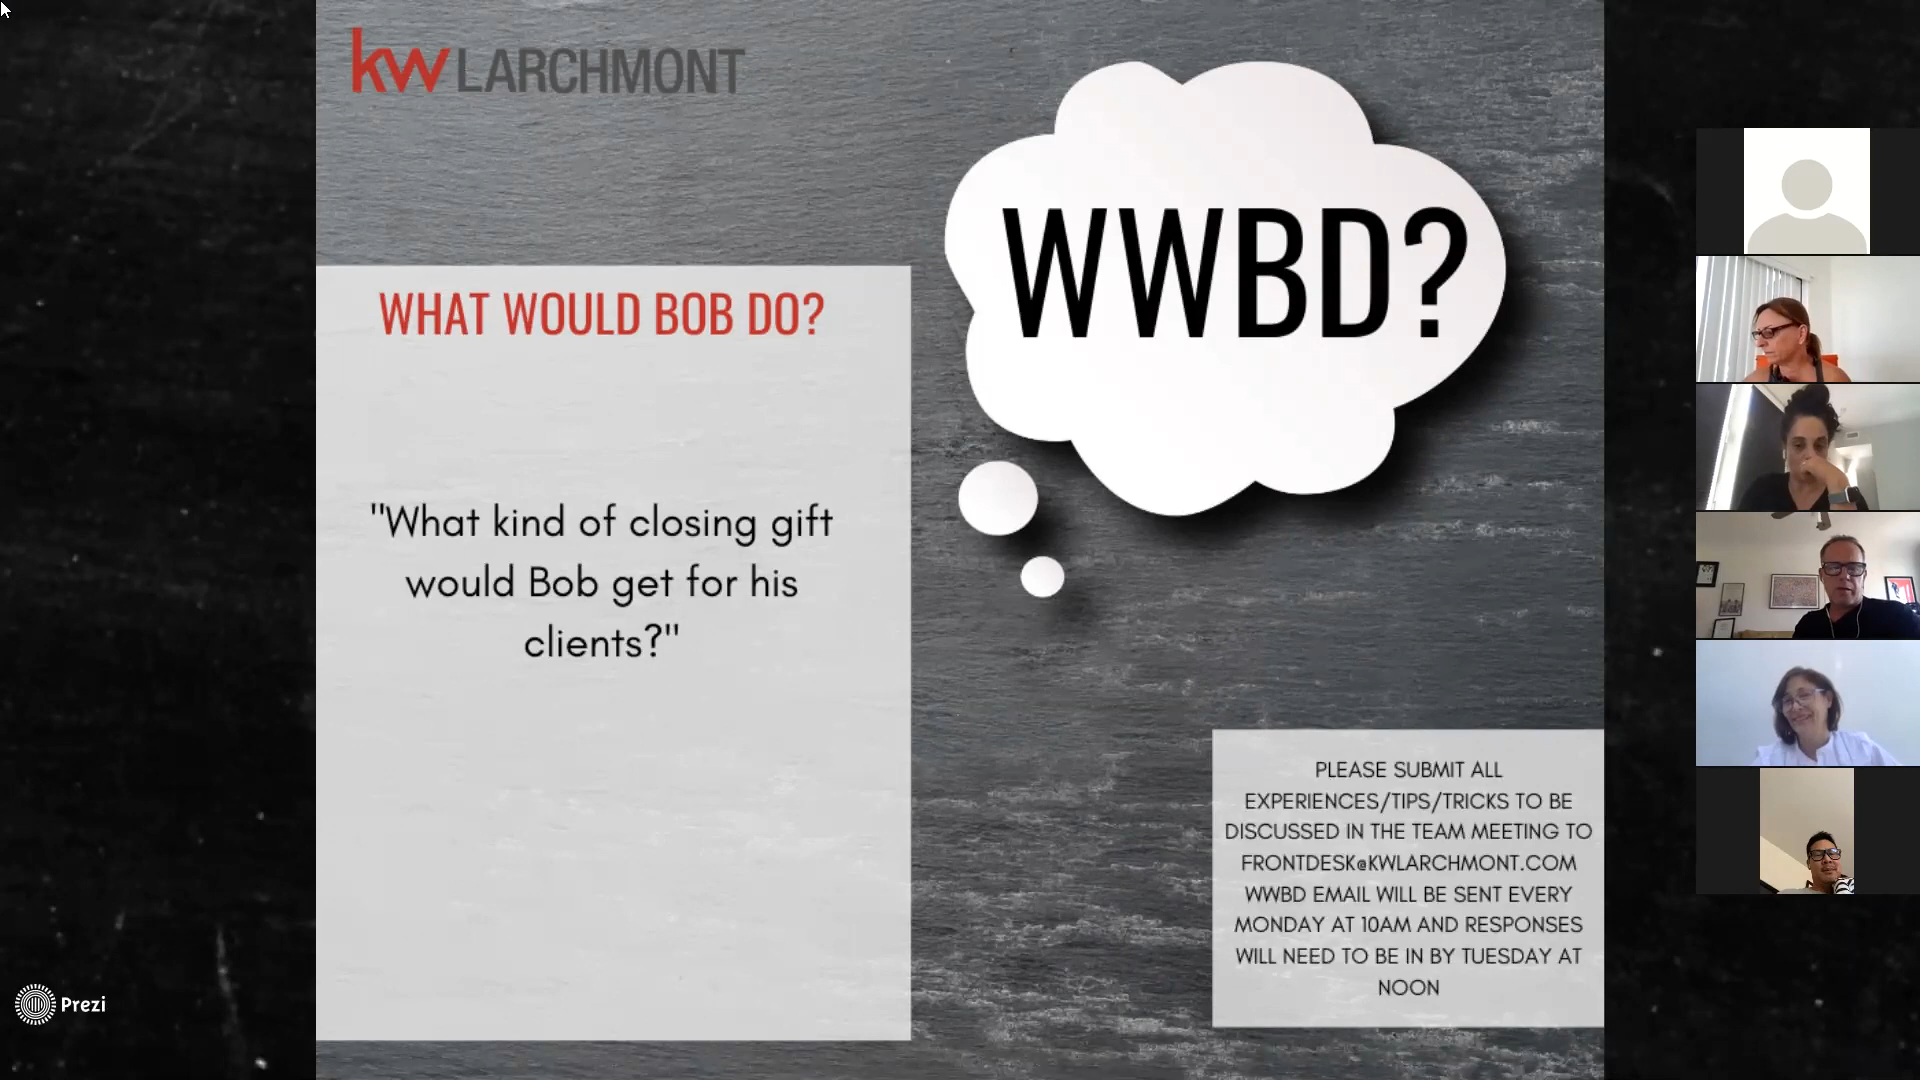 kw LARCHMONT
WWBD?
WHAT WOULD BOB DO?
"What kind of closing gift
would Bob get for his
clients?"
PLEASE SUBMIT ALL
EXPERIENCES/TIPS/TRICKS TO BE
DISCUSSED IN THE TEAM MEETING TO
FRONTDESK@KWLARCHMONT.COM
WWBD EMAIL WILL BE SENT EVERY
MONDAY AT 10AM AND RESPONSES
WILL NEED TO BE IN BY TUESDAY AT
NOON
Prezi